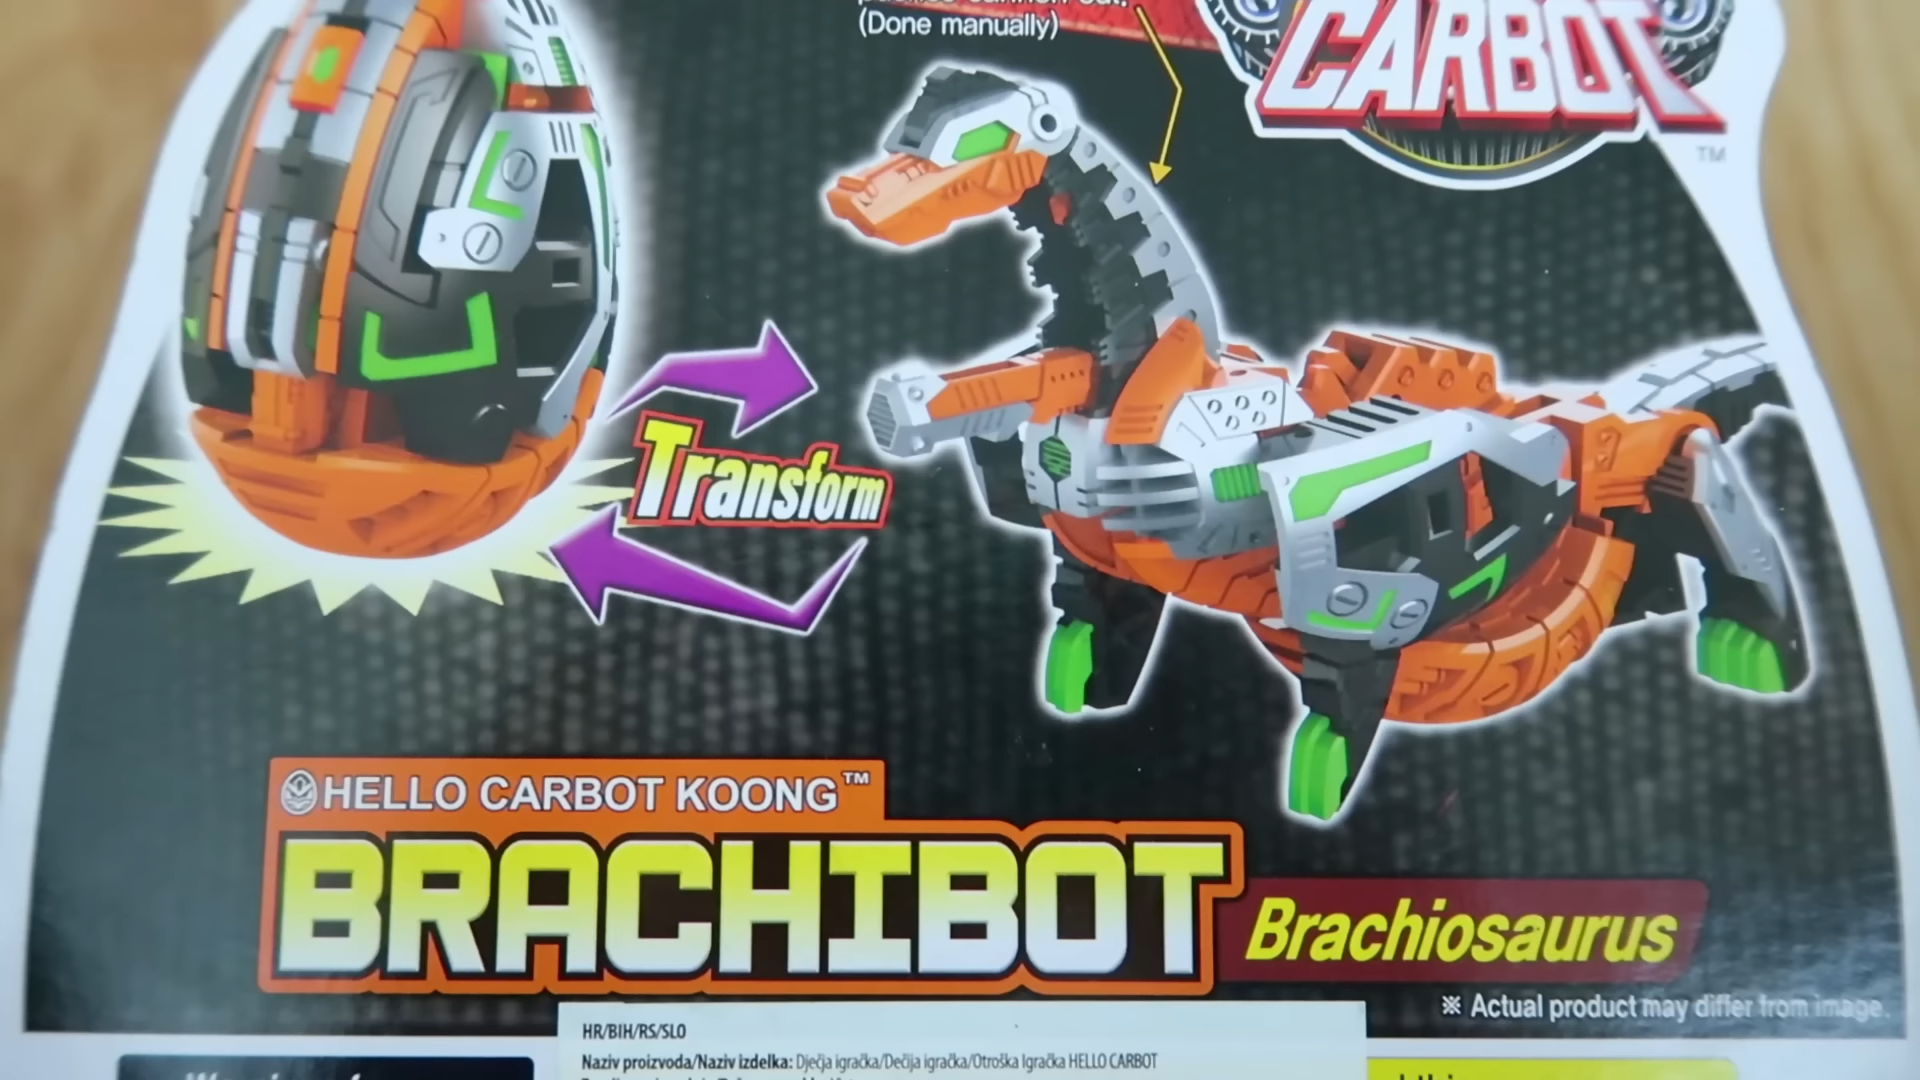 (Done manually)
CARBOT
TM
Transform
HELLO CARBOT KOONG™
BRACHIBOT
Brachiosaurus
※ Actual product may differ from image.
HR/BIH/RS/SLO
Naziv proizvoda/Naziv izdelka: Dječja igračka/Dečija igračka/Otroška Igračka HELLO CARBOT